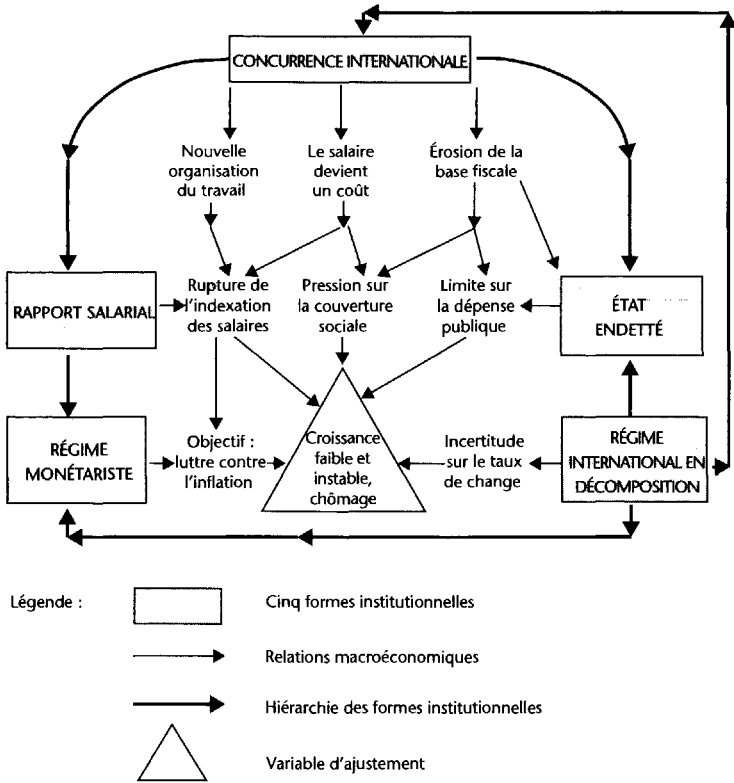 CONCURRENCE INTERNATIONALE
Nouvelle
organisation
du travail
Le salaire
devient
un coût
Érosion de la
base fiscale
RAPPORT SALARIAL
Rupture de
l'indexation
des salaires
Pression sur
la couverture
sociale
Limite sur
la dépense
publique
ÉTAT
ENDETTÉ
RÉGIME
MONÉTARISTE
Objectif :
luttre contre
l'inflation
Croissance
faible et
instable,
chômage
Incertitude
sur le taux
de change
RÉGIME
INTERNATIONAL EN
DÉCOMPOSITION
Légende :
Cinq formes institutionnelles
Relations macroéconomiques
Hiérarchie des formes institutionnelles
Variable d'ajustement